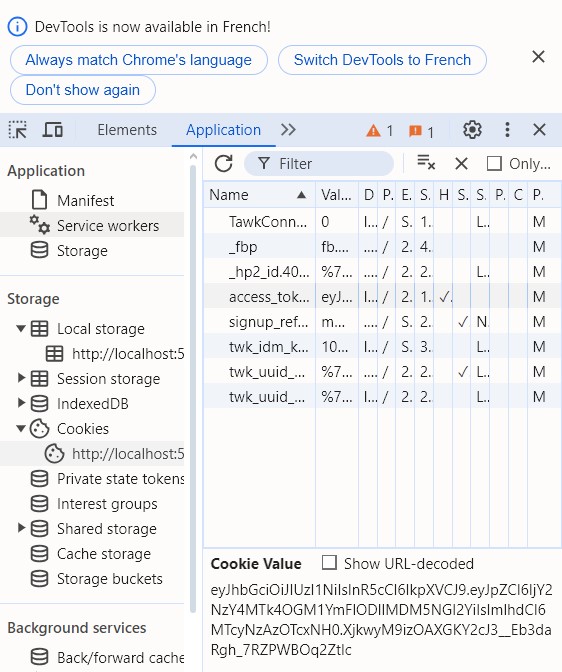 DevTools is now available in French!
Always match Chrome's language
Switch DevTools to French
Don't show again
Elements
Application
1
1
Application
Manifest
Service workers
Storage
Storage
Local storage
http://localhost:5
Session storage
IndexedDB
Cookies
http://localhost:5
Private state tokens
Interest groups
Shared storage
Cache storage
Storage buckets
Background services
Back/forward cache
Filter
Only...
Name Val... D P. E. S. H S. S. P. C P.
TawkConn... 0 I... / S. 1. L. M
_fbp fb.... .... / 2. 4. M
_hp2_id.40... %7... .... / 2. 2. L.. M
access_tok... eyJ... I... / 2. 1. ✓. M
signup_ref... m... .... / S. 2. ✓ N. M
twk_idm_k... 10... I... / S. 3. L.. M
twk_uuid_... %7... .... / 2. 2. ✓ L.. M
twk_uuid_... %7... I... / 2. 2. L.. M
Cookie Value
Show URL-decoded